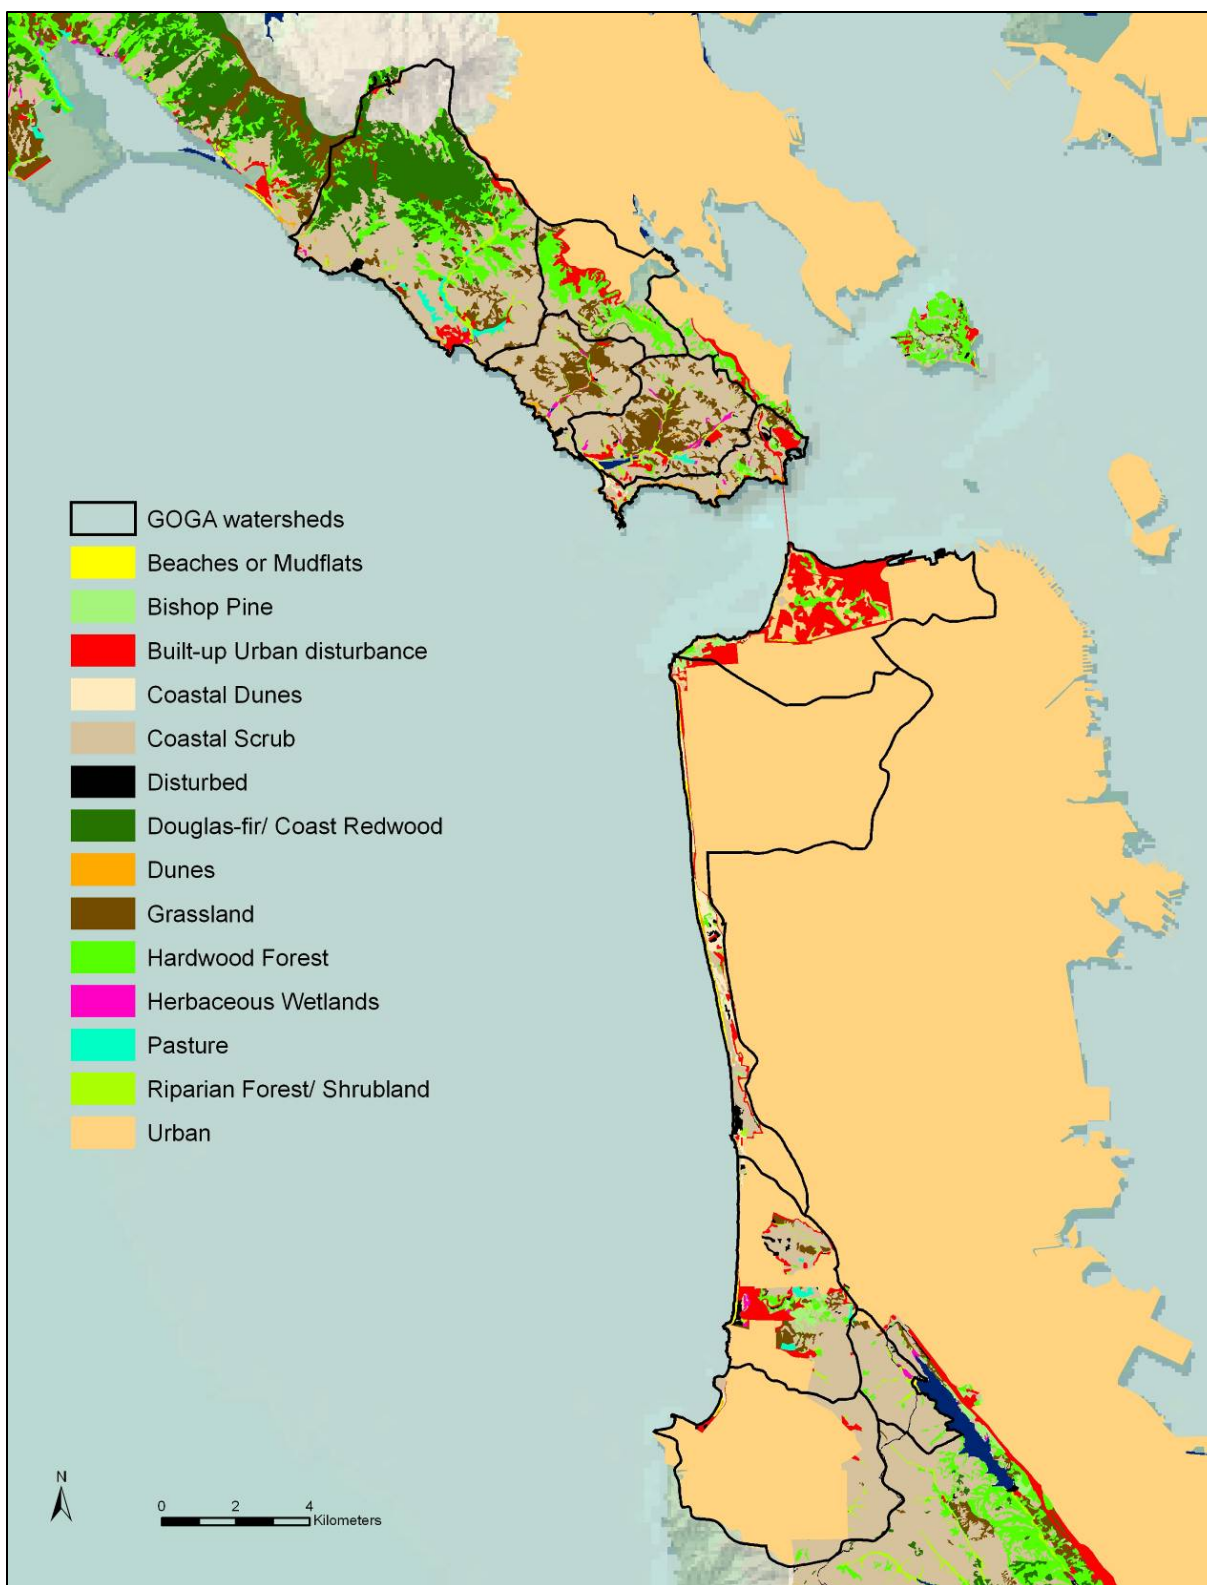 GOGA watersheds
Beaches or Mudflats
Bishop Pine
Built-up Urban disturbance
Coastal Dunes
Coastal Scrub
Disturbed
Douglas-fir/ Coast Redwood
Dunes
Grassland
Hardwood Forest
Herbaceous Wetlands
Pasture
Riparian Forest/ Shrubland
Urban
N
0 2 4
Kilometers